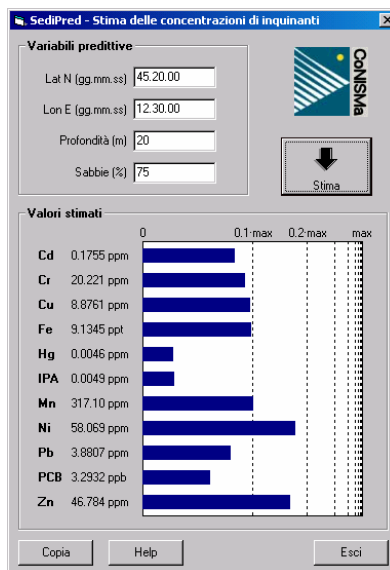 SediPred - Stima delle concentrazioni di inquinanti
Variabili predittive
Lat N (gg.mm.ss) 45.20.00
Lon E (gg.mm.ss) 12.30.00
Profondità (m) 20
Sabbie (%) 75
CoNISMa
Stima
Valori stimati
0 0.1·max 0.2·max max
Cd 0.1755 ppm
Cr 20.221 ppm
Cu 8.8761 ppm
Fe 9.1345 ppt
Hg 0.0046 ppm
IPA 0.0049 ppm
Mn 317.10 ppm
Ni 58.069 ppm
Pb 3.8807 ppm
PCB 3.2932 ppb
Zn 46.784 ppm
Copia Help Esci